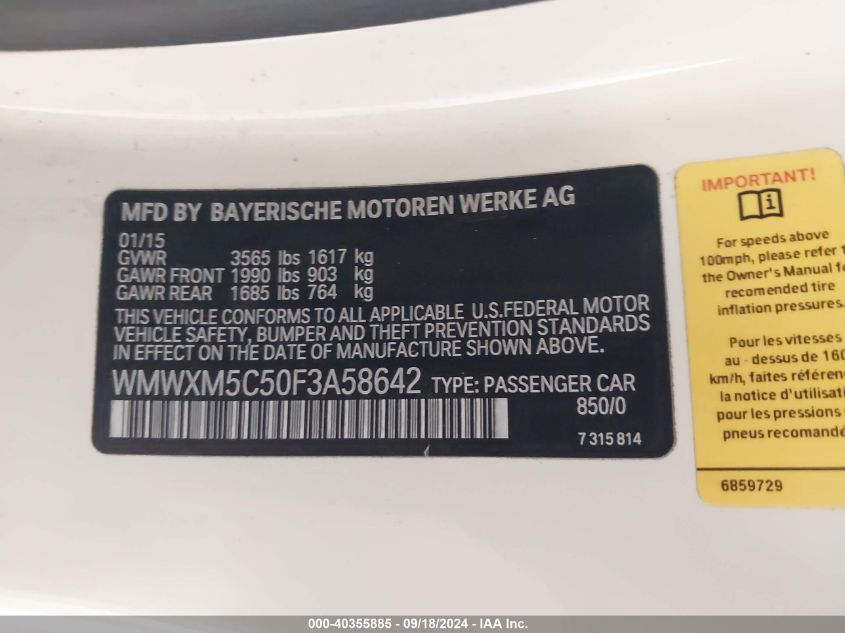 MFD BY BAYERISCHE MOTOREN WERKE AG
01/15
GVWR 3565 lbs 1617 kg
GAWR FRONT 1990 lbs 903 kg
GAWR REAR 1685 lbs 764 kg
THIS VEHICLE CONFORMS TO ALL APPLICABLE U.S.FEDERAL MOTOR
VEHICLE SAFETY, BUMPER AND THEFT PREVENTION STANDARDS
IN EFFECT ON THE DATE OF MANUFACTURE SHOWN ABOVE.
WMWXM5C50F3A58642 TYPE: PASSENGER CAR
850/0
7 315 814
IMPORTANT!
i
For speeds above
100mph, please refer
the Owner's Manual
recomended tire
inflation pressures.
Pour les vitesses
au - dessus de 160
km/h, faites
la notice
pour les pressions
pneus
6859729
000-40355885 - 09/18/2024 - IAA Inc.